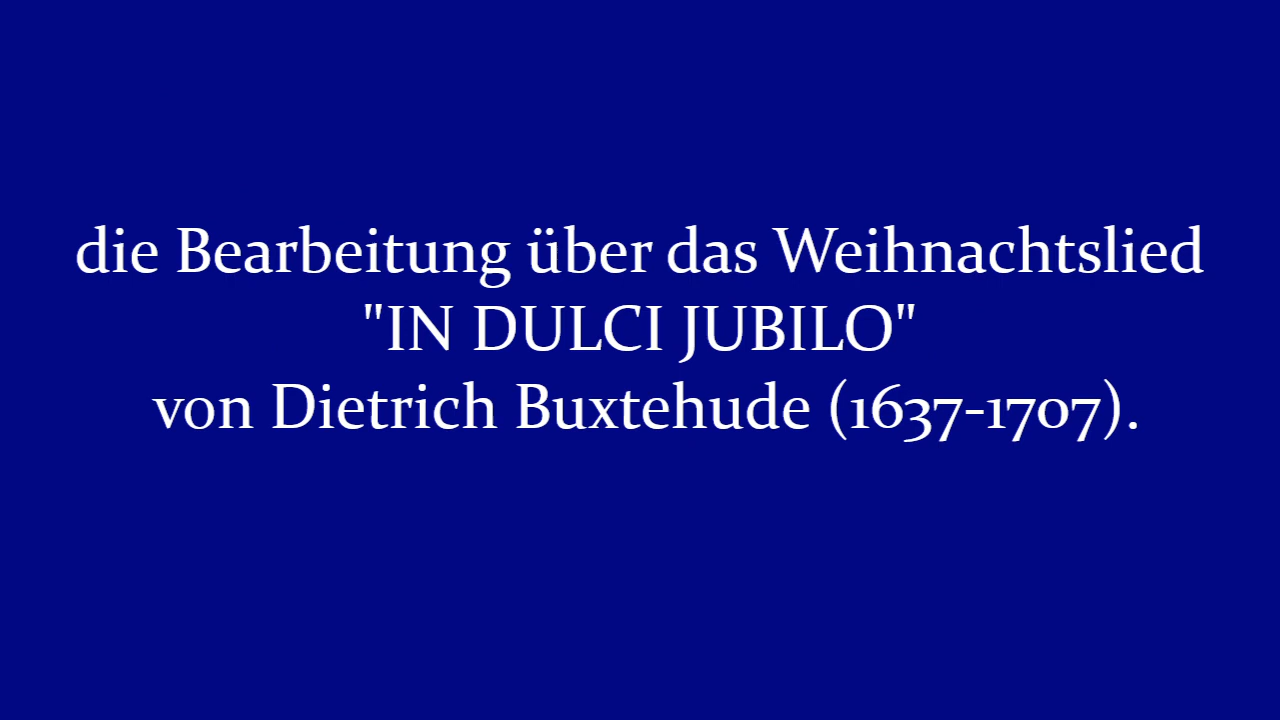 die Bearbeitung über das Weihnachtslied
"IN DULCI JUBILO"
von Dietrich Buxtehude (1637-1707).